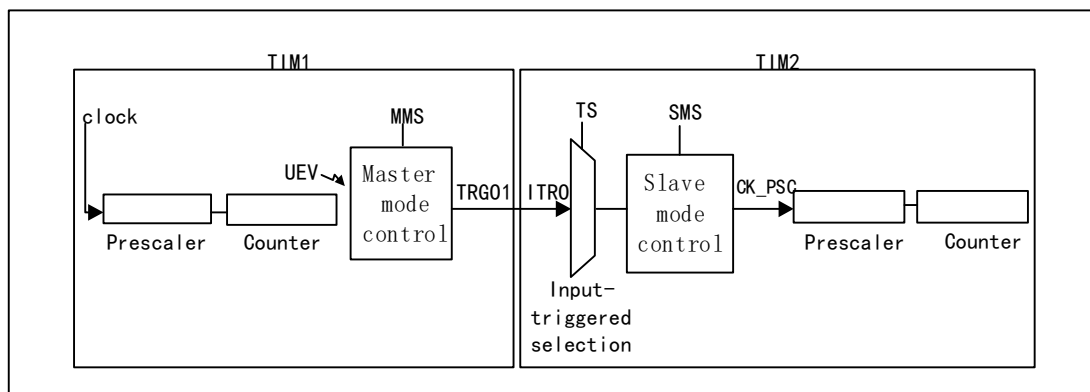 TIM1
TIM2
clock
MMS
TS
SMS
UEV
Master
mode
control
TRGO1
ITR0
Slave
mode
control
CK_PSC
Prescaler
Counter
Prescaler
Counter
Input-
triggered
selection